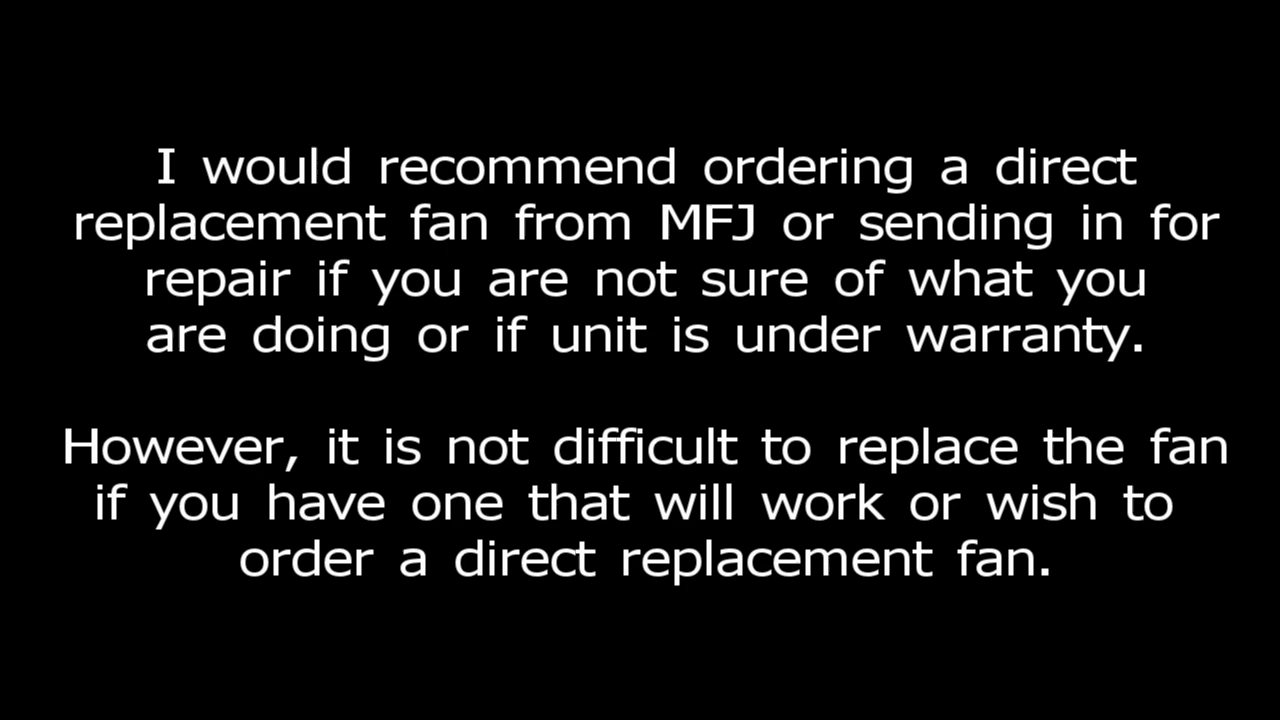 I would recommend ordering a direct
replacement fan from MFJ or sending in for
repair if you are not sure of what you
are doing or if unit is under warranty.
However, it is not difficult to replace the fan
if you have one that will work or wish to
order a direct replacement fan.